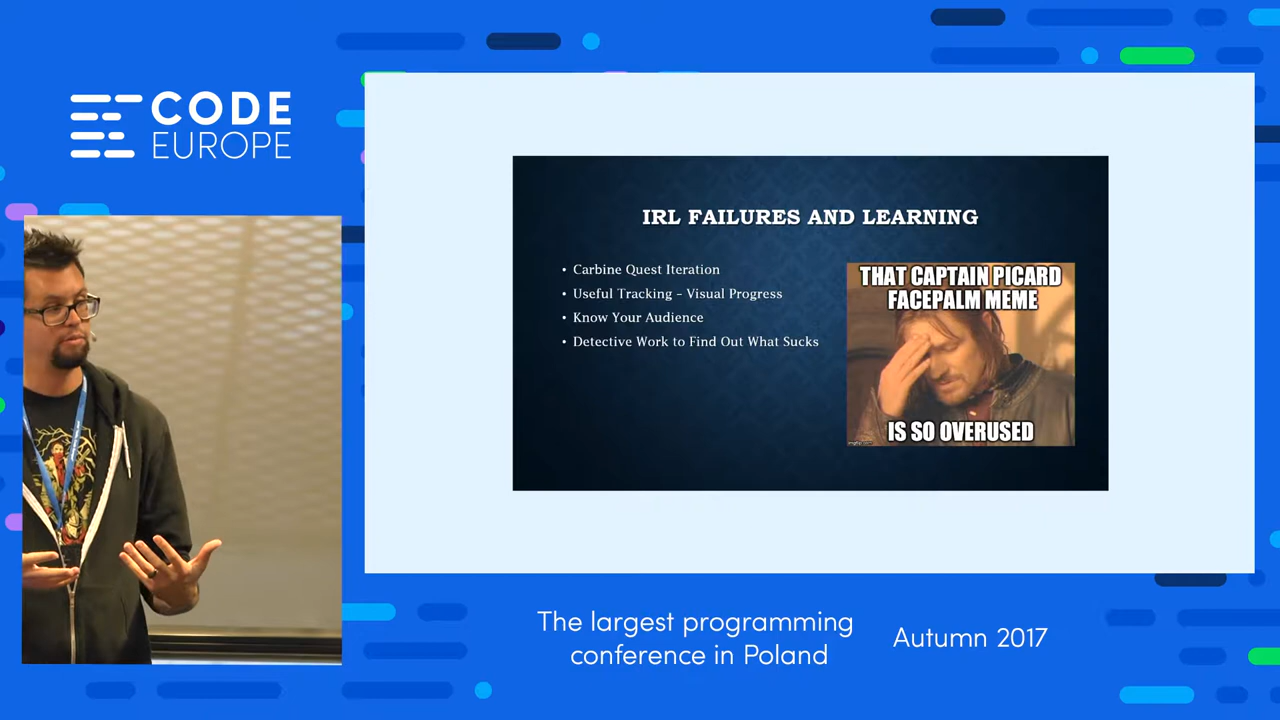 CODE
EUROPE
IRL FAILURES AND LEARNING
• Carbine Quest Iteration
• Useful Tracking – Visual Progress
• Know Your Audience
• Detective Work to Find Out What Sucks
THAT CAPTAIN PICARD
FACEPALM MEME
IS SO OVERUSED
The largest programming
conference in Poland
Autumn 2017